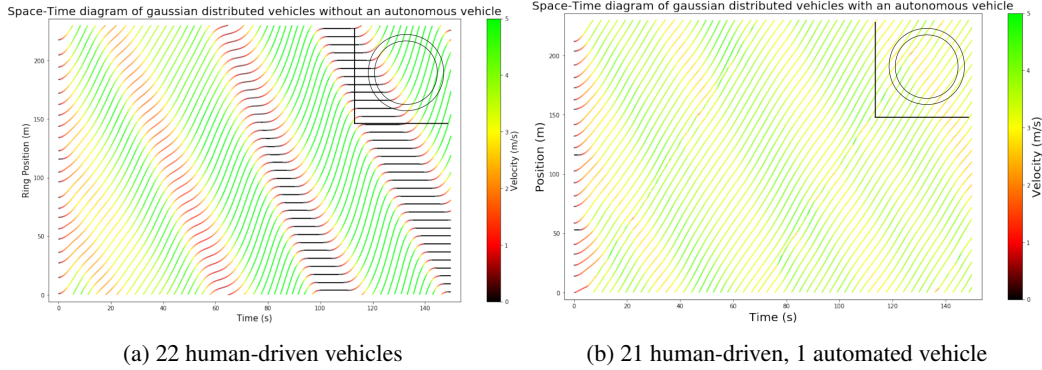 Space-Time diagram of gaussian distributed vehicles without an autonomous vehicle
Ring Position (m)
200
150
100
50
0
0 20 40 60 80 100 120 140
Time (s)
5
4
3
2
1
0
Velocity (m/s)
(a) 22 human-driven vehicles
Space-Time diagram of gaussian distributed vehicles with an autonomous vehicle
Position (m)
200
150
100
50
0
0 20 40 60 80 100 120 140
Time (s)
5
4
3
2
1
0
Velocity (m/s)
(b) 21 human-driven, 1 automated vehicle